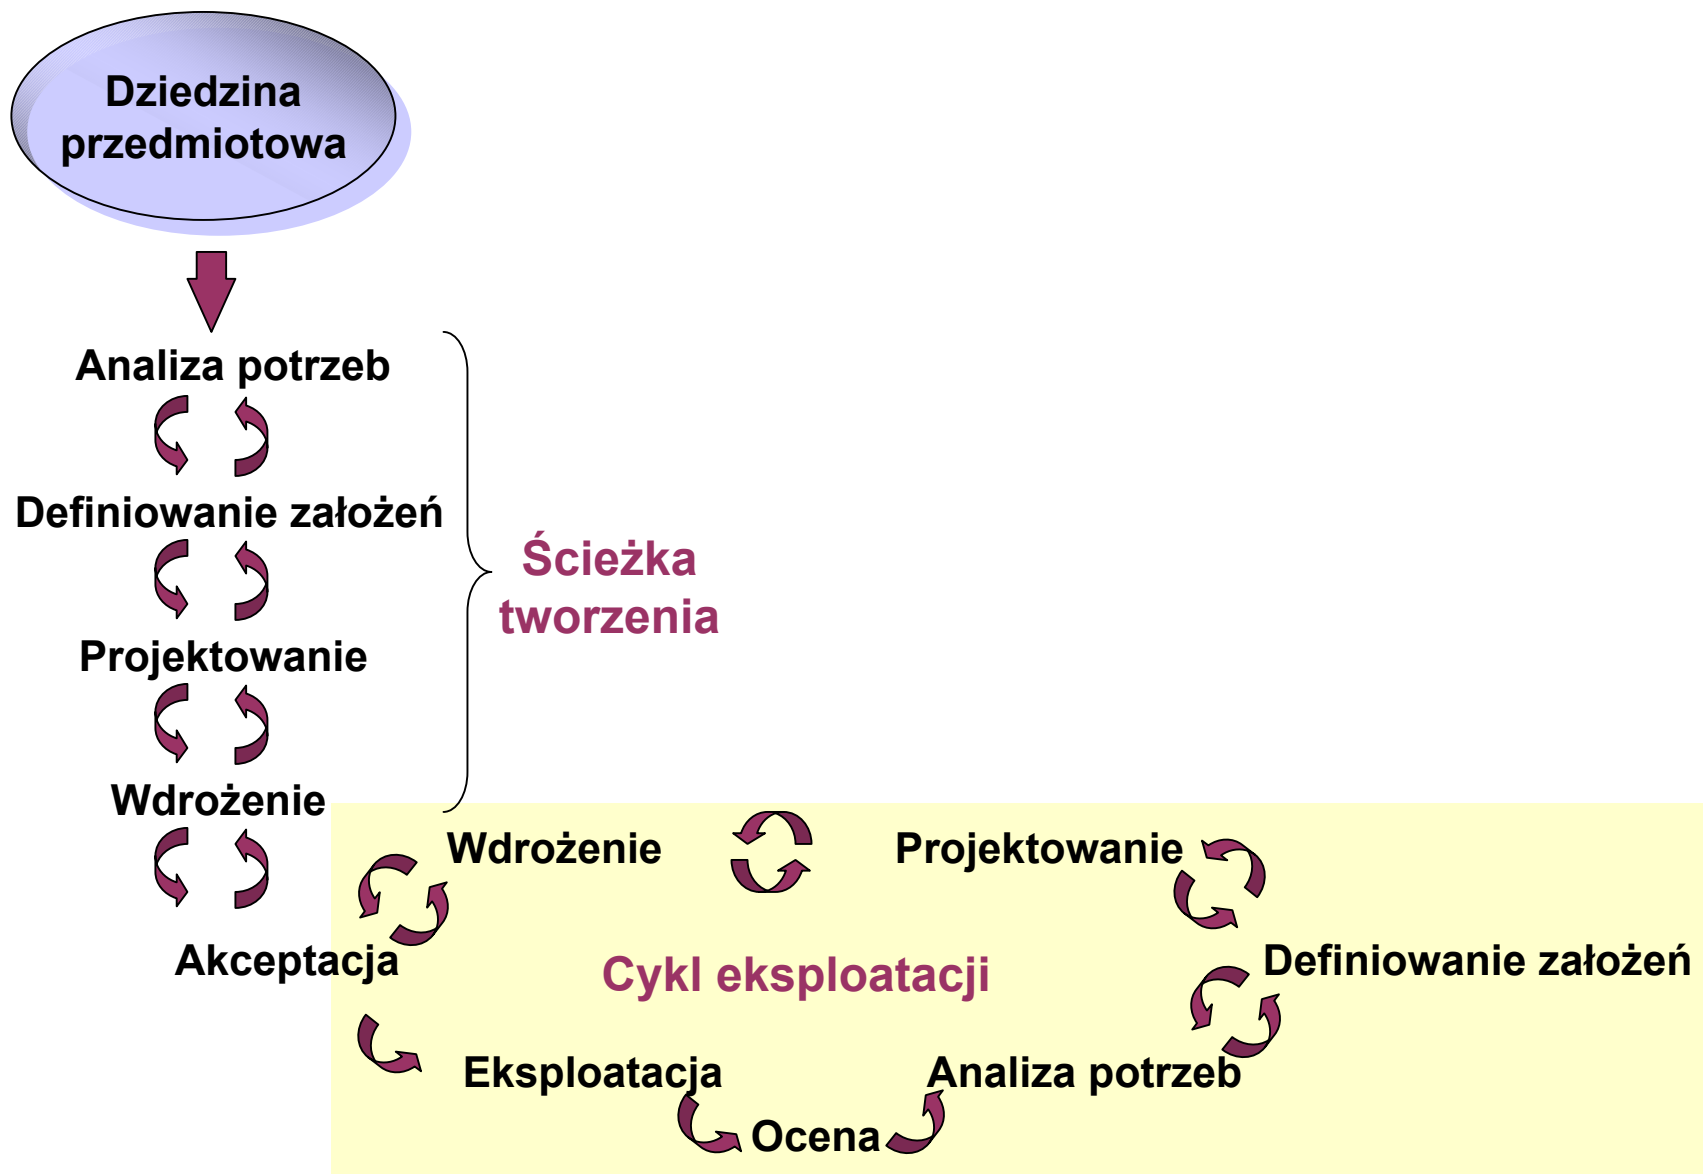 Dziedzina
przedmiotowa
Analiza potrzeb
Definiowanie założeń
Ścieżka
tworzenia
Projektowanie
Wdrożenie
Wdrożenie
Projektowanie
Akceptacja
Cykl eksploatacji
Definiowanie założeń
Eksploatacja
Analiza potrzeb
Ocena